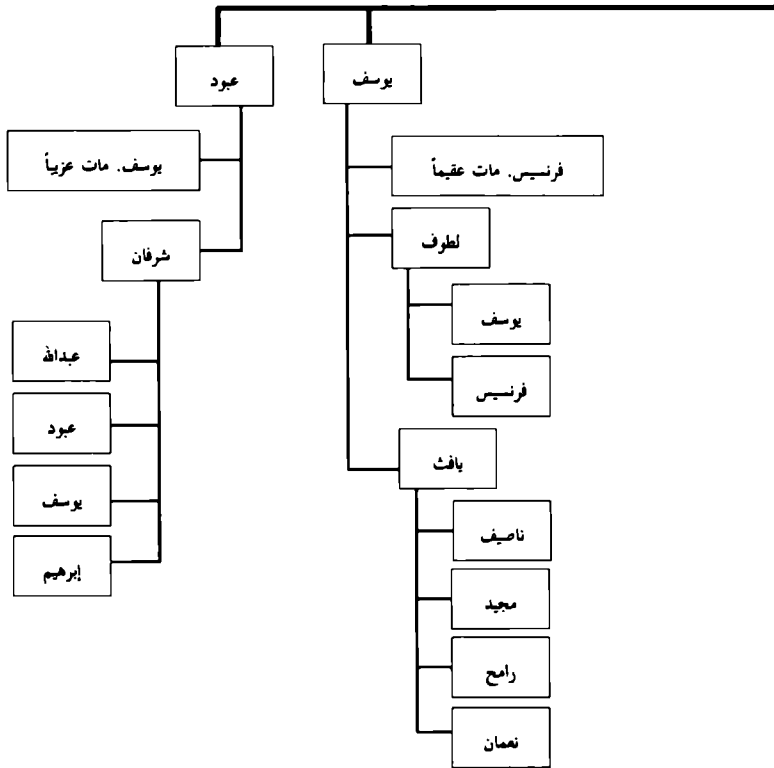 يوسف
عبود
فرنسيس. مات عقيماً
لطوف
يوسف
فرنسيس
يافث
ناصيف
مجيد
رامح
نعمان
يوسف. مات عزيباً
شرفان
عبدالله
عبود
يوسف
إبرهيم